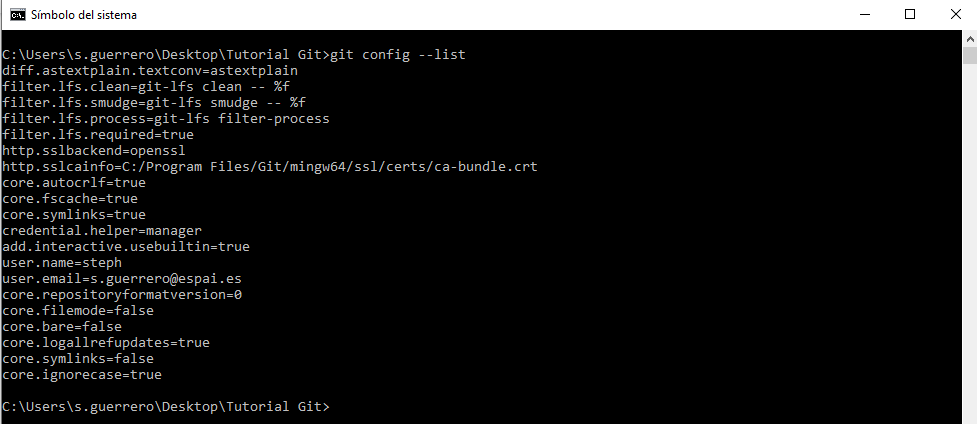 Símbolo del sistema
C:\Users\s.guerrero\Desktop\Tutorial Git>git config --list
diff.astextplain.textconv=astextplain
filter.lfs.clean=git-lfs clean -- %f
filter.lfs.smudge=git-lfs smudge -- %f
filter.lfs.process=git-lfs filter-process
filter.lfs.required=true
http.sslbackend=openssl
http.sslcainfo=C:/Program Files/Git/mingw64/ssl/certs/ca-bundle.crt
core.autocrlf=true
core.fscache=true
core.symlinks=true
credential.helper=manager
add.interactive.usebuiltin=true
user.name=steph
user.email=s.guerrero@espai.es
core.repositoryformatversion=0
core.filemode=false
core.bare=false
core.logallrefupdates=true
core.symlinks=false
core.ignorecase=true
C:\Users\s.guerrero\Desktop\Tutorial Git>